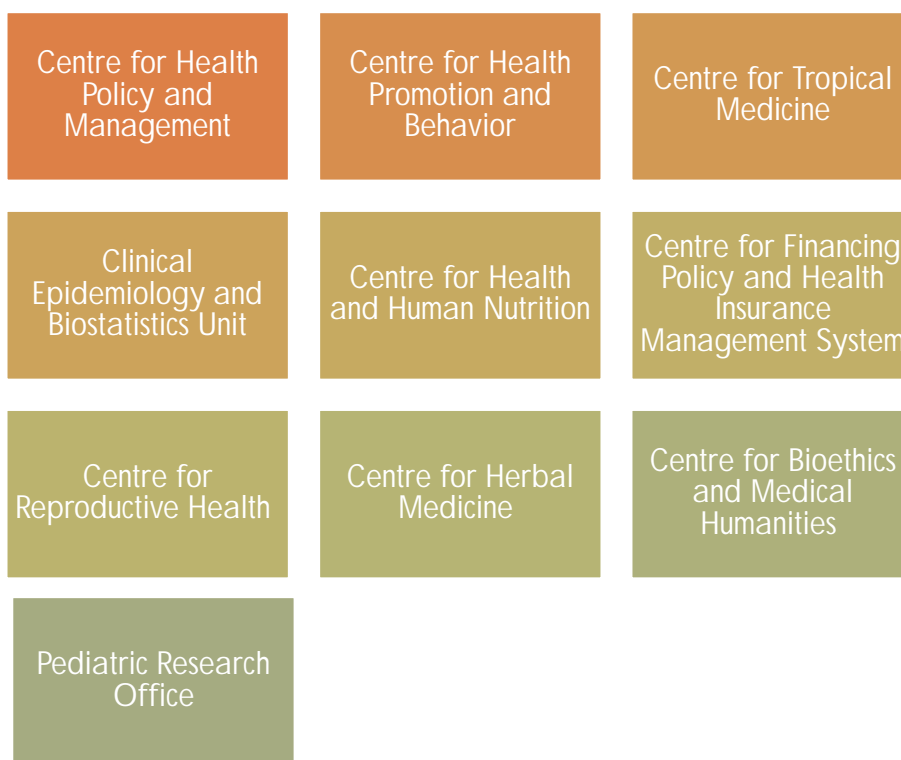 Centre for Health
Policy and
Management
Centre for Health
Promotion and
Behavior
Centre for Tropical
Medicine
Clinical
Epidemiology and
Biostatistics Unit
Centre for Health
and Human Nutrition
Centre for Financing
Policy and Health
Insurance
Management System
Centre for
Reproductive Health
Centre for Herbal
Medicine
Centre for Bioethics
and Medical
Humanities
Pediatric Research
Office